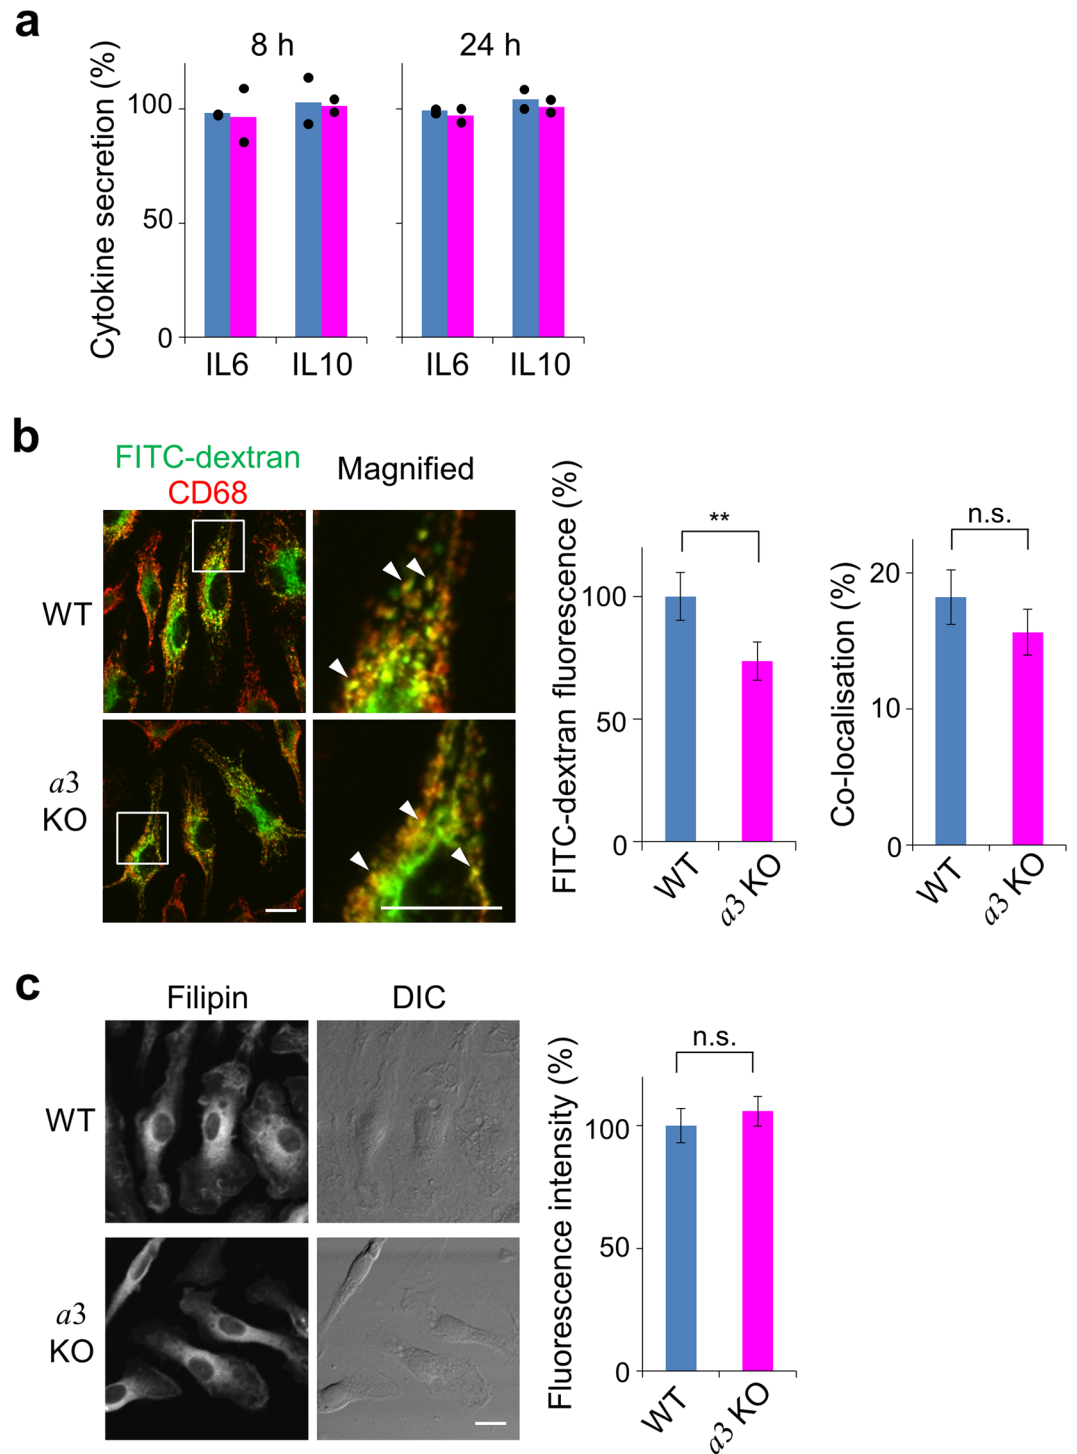 a
8 h
24 h
Cytokine secretion (%)
100
50
0
IL6
IL10
IL6
IL10
b
FITC-dextran
CD68
Magnified
WT
a3
KO
FITC-dextran fluorescence (%)
**
100
50
0
WT
a3 KO
Co-localisation (%)
n.s.
20
10
0
WT
a3 KO
c
Filipin
DIC
WT
a3
KO
Fluorescence intensity (%)
n.s.
100
50
0
WT
a3 KO